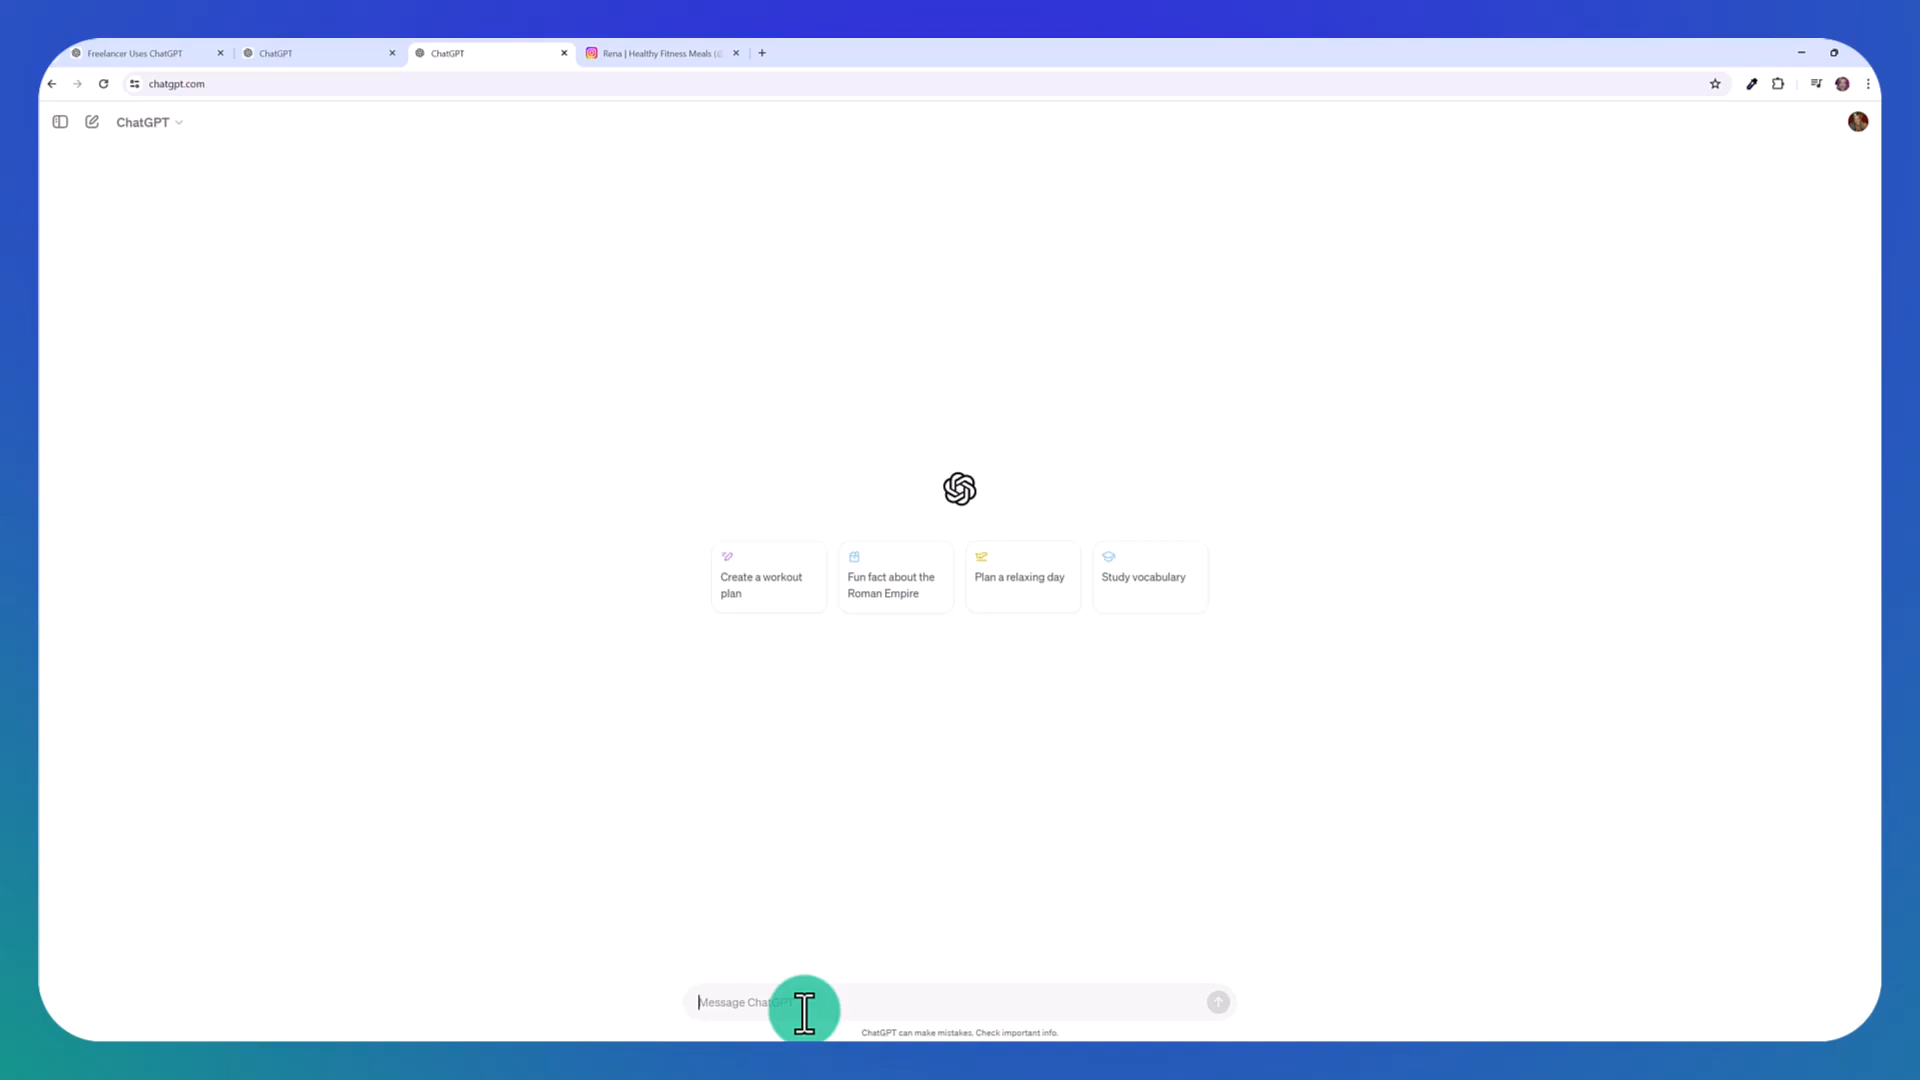 Freelancer Uses ChatGPT
ChatGPT
ChatGPT
Rena | Healthy Fitness Meals (@
chatgpt.com
ChatGPT
Create a workout
plan
Fun fact about the
Roman Empire
Plan a relaxing day
Study vocabulary
Message ChatGPT
ChatGPT can make mistakes. Check important info.